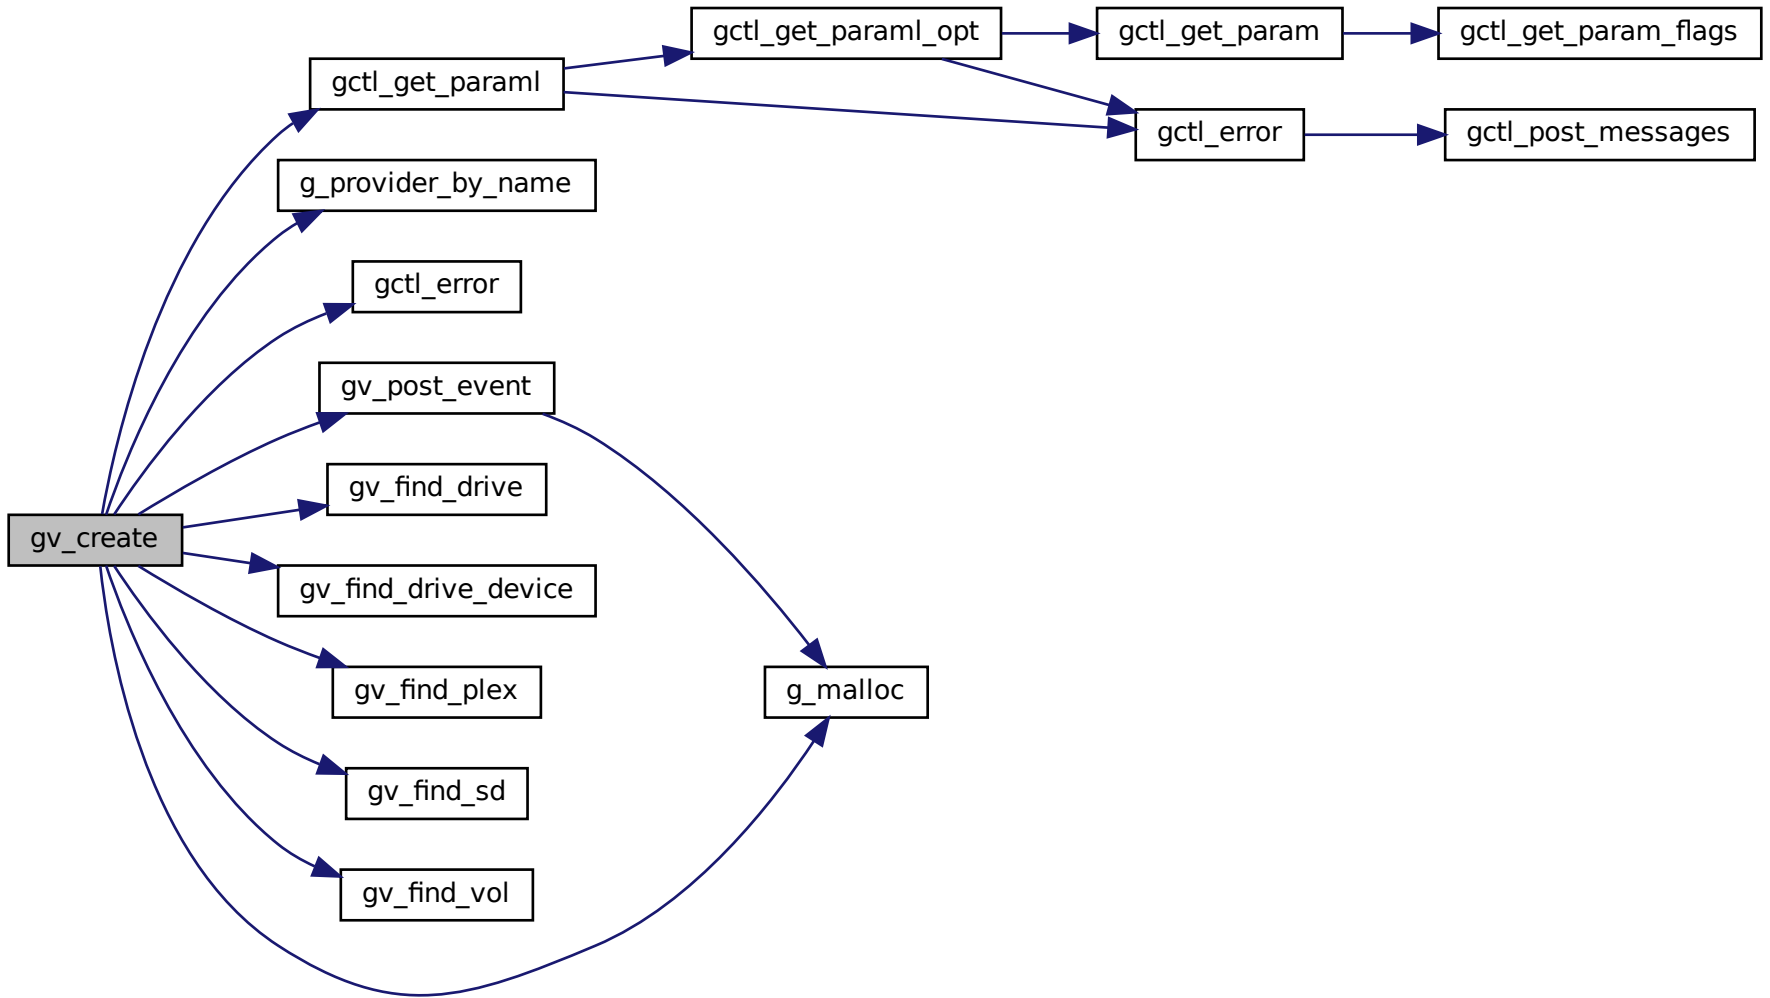 gctl_get_paraml_opt
gctl_get_param
gctl_get_param_flags
gctl_get_paraml
gctl_error
gctl_post_messages
g_provider_by_name
gctl_error
gv_post_event
gv_find_drive
gv_create
gv_find_drive_device
gv_find_plex
g_malloc
gv_find_sd
gv_find_vol